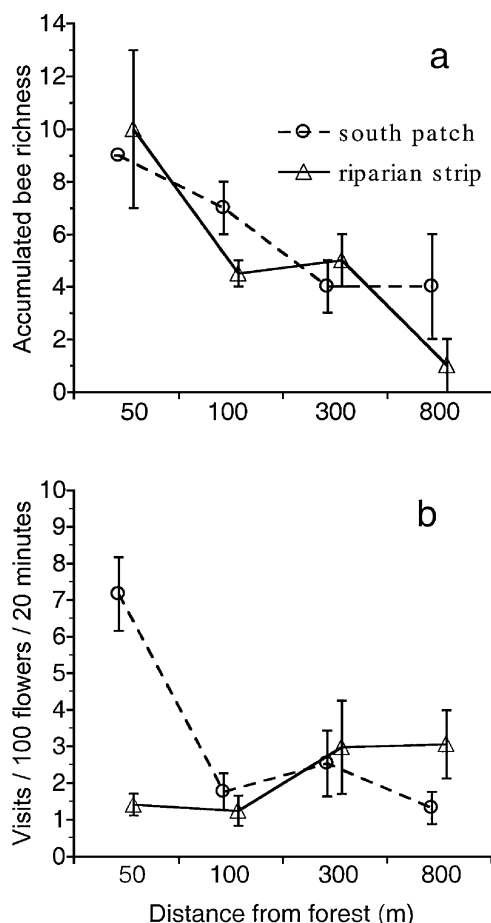 14
12
10
8
6
4
2
0
Accumulated bee richness
a
south patch
riparian strip
50 100 300 800
10
9
8
7
6
5
4
3
2
1
0
Visits / 100 flowers / 20 minutes
b
50 100 300 800
Distance from forest (m)